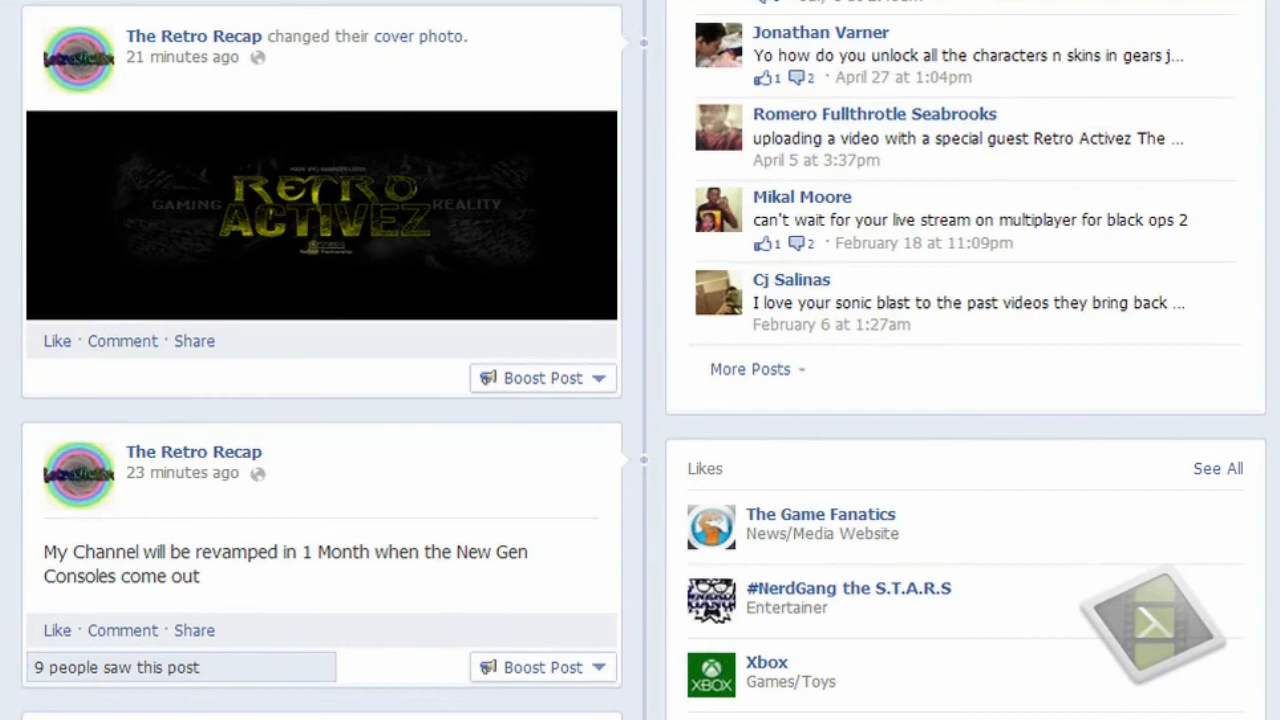 The Retro Recap changed their cover photo.
21 minutes ago
GAMING
RETRO
ACTIVEZ
REALITY
Like · Comment · Share
Boost Post
The Retro Recap
23 minutes ago
My Channel will be revamped in 1 Month when the New Gen
Consoles come out
Like · Comment · Share
9 people saw this post
Boost Post
Jonathan Varner
Yo how do you unlock all the characters n skins in gears j...
1 2 · April 27 at 1:04pm
Romero Fullthrotle Seabrooks
uploading a video with a special guest Retro Activez The ...
April 5 at 3:37pm
Mikal Moore
can't wait for your live stream on multiplayer for black ops 2
1 2 · February 18 at 11:09pm
Cj Salinas
I love your sonic blast to the past videos they bring back ...
February 6 at 1:27am
More Posts
Likes
See All
The Game Fanatics
News/Media Website
#NerdGang the S.T.A.R.S
Entertainer
XBOX
Xbox
Games/Toys